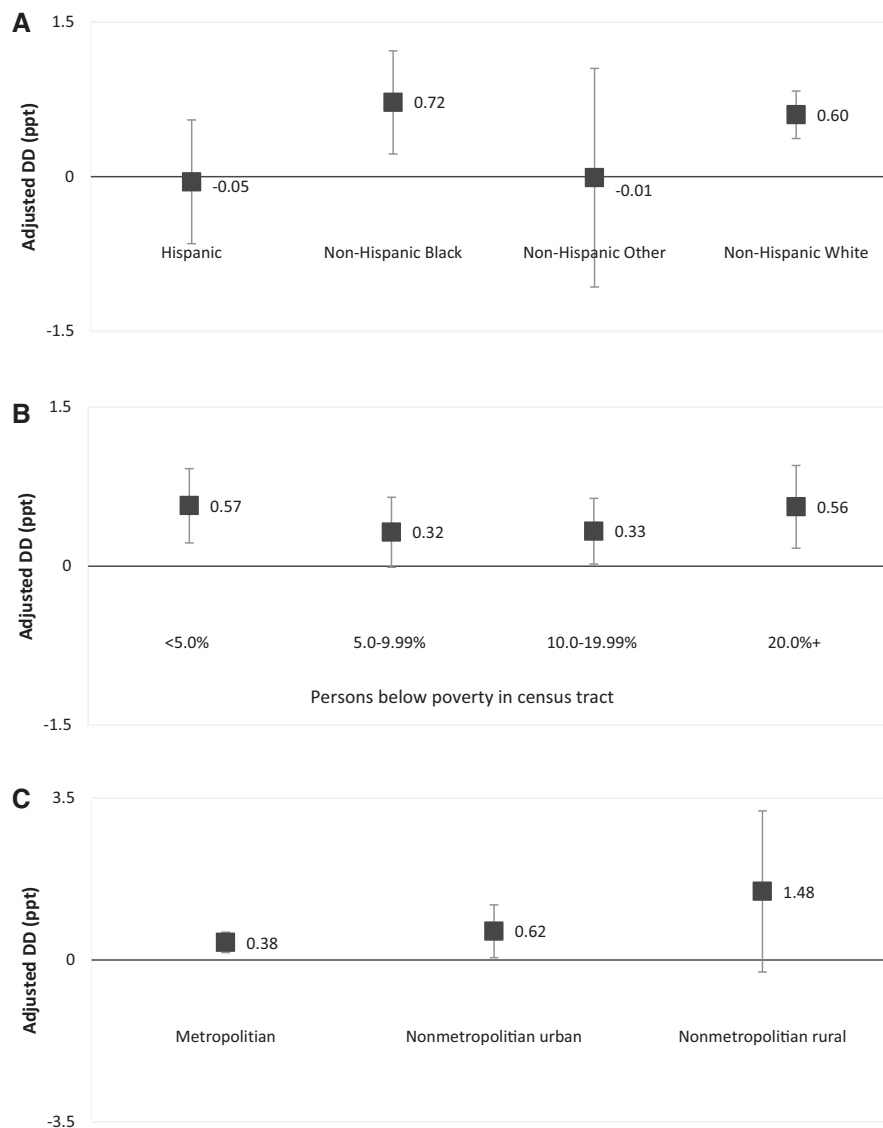 A
1.5
0
-1.5
Adjusted DD (ppt)
-0.05
0.72
-0.01
0.60
Hispanic
Non-Hispanic Black
Non-Hispanic Other
Non-Hispanic White
B
1.5
0
-1.5
Adjusted DD (ppt)
0.57
0.32
0.33
0.56
<5.0%
5.0-9.99%
10.0-19.99%
20.0%+
Persons below poverty in census tract
C
3.5
0
-3.5
Adjusted DD (ppt)
0.38
0.62
1.48
Metropolitian
Nonmetropolitian urban
Nonmetropolitian rural